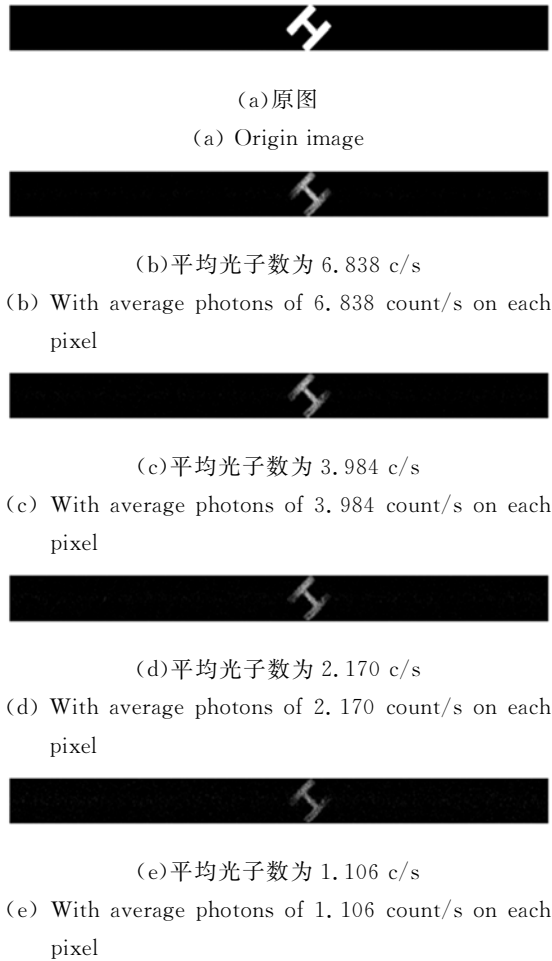 (a)原图
(a) Origin image
(b)平均光子数为 6.838 c/s
(b) With average photons of 6.838 count/s on each
pixel
(c)平均光子数为 3.984 c/s
(c) With average photons of 3.984 count/s on each
pixel
(d)平均光子数为 2.170 c/s
(d) With average photons of 2.170 count/s on each
pixel
(e)平均光子数为 1.106 c/s
(e) With average photons of 1.106 count/s on each
pixel